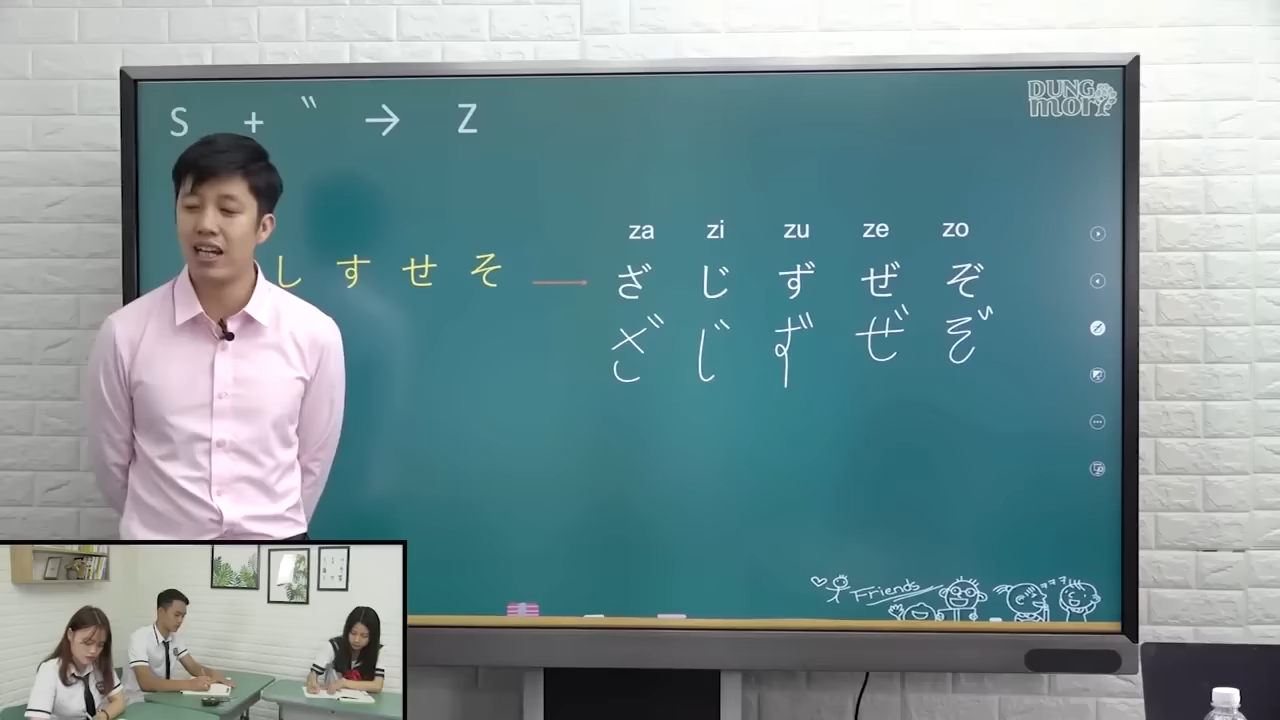 S + ゛ → Z
DUNG
mori
za zi zu ze zo
し す せ そ → ざ じ ず ぜ ぞ
ざ じ ず ぜ ぞ
Friends